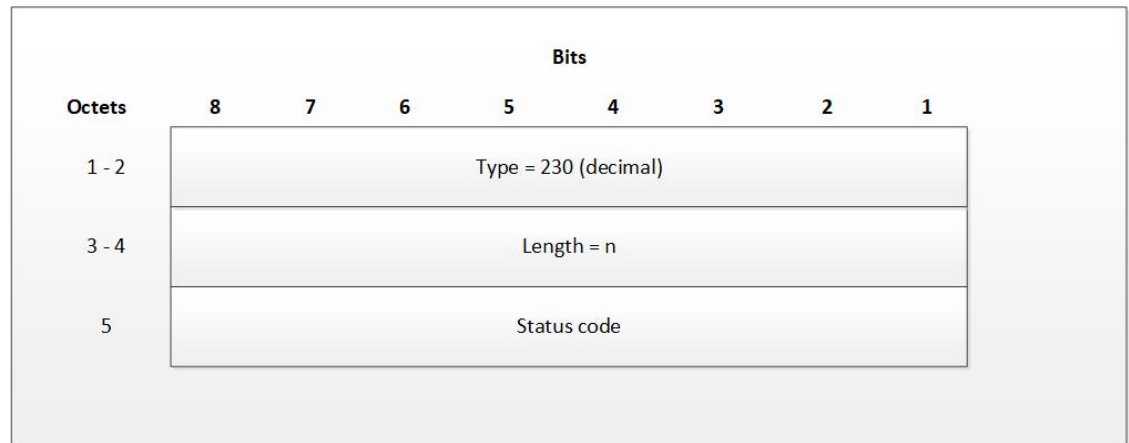 Bits
Octets 8 7 6 5 4 3 2 1
1 - 2 Type = 230 (decimal)
3 - 4 Length = n
5 Status code